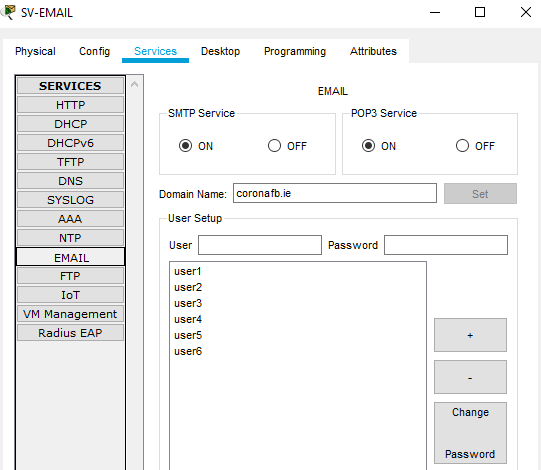 SV-EMAIL
Physical Config Services Desktop Programming Attributes
SERVICES
HTTP
DHCP
DHCPv6
TFTP
DNS
SYSLOG
AAA
NTP
EMAIL
FTP
IoT
VM Management
Radius EAP
EMAIL
SMTP Service
ON OFF
POP3 Service
ON OFF
Domain Name: coronafb.ie Set
User Setup
User Password
user1
user2
user3
user4
user5
user6
+
-
Change
Password